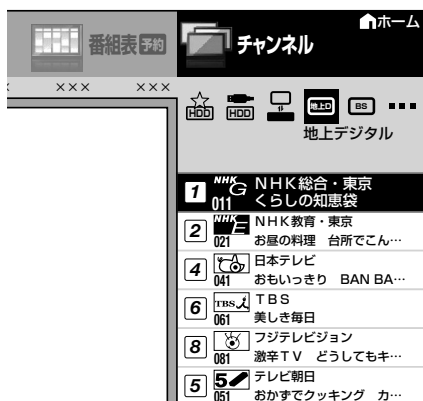 ホーム
番組表 予約
チャンネル
××× ×××
HDD HDD 地上D BS
地上デジタル
1 NHK G 011 NHK総合・東京
くらしの知恵袋
2 NHK E 021 NHK教育・東京
お昼の料理 台所でこん…
4 041 日本テレビ
おもいっきり BAN BA…
6 TBS 061 TBS
美しき毎日
8 081 フジテレビジョン
激辛TV どうしてもキ…
5 5 051 テレビ朝日
おかずでクッキング カ…